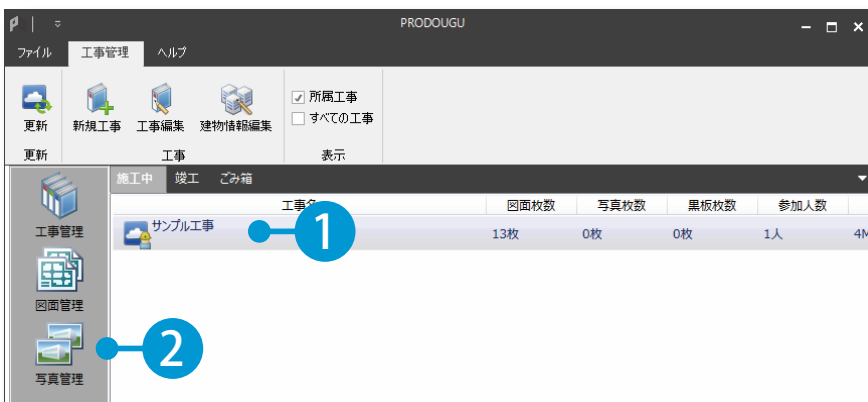 PRODOUGU
ファイル 工事管理 ヘルプ
更新 新規工事 工事編集 建物情報編集
所属工事
すべての工事
更新 工事 表示
施工中 竣工 ごみ箱
工事名 図面枚数 写真枚数 黒板枚数 参加人数
サンプル工事 13枚 0枚 0枚 1人 4M
1
工事管理
図面管理
2
写真管理